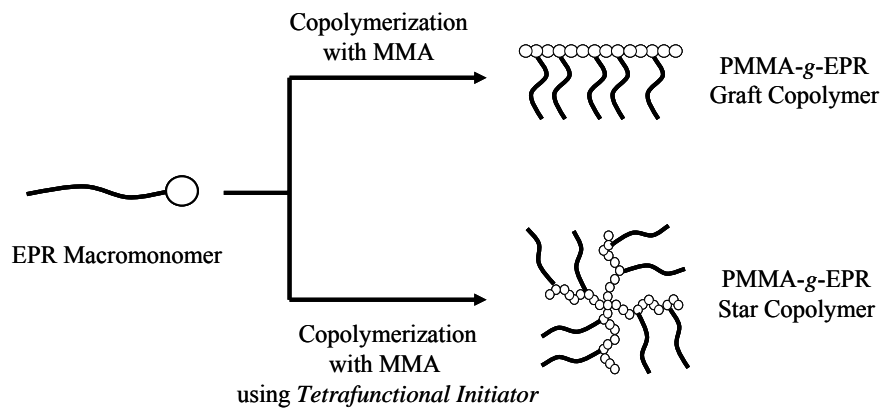 Copolymerization
with MMA
PMMA-g-EPR
Graft Copolymer
EPR Macromonomer
PMMA-g-EPR
Star Copolymer
Copolymerization
with MMA
using Tetrafunctional Initiator